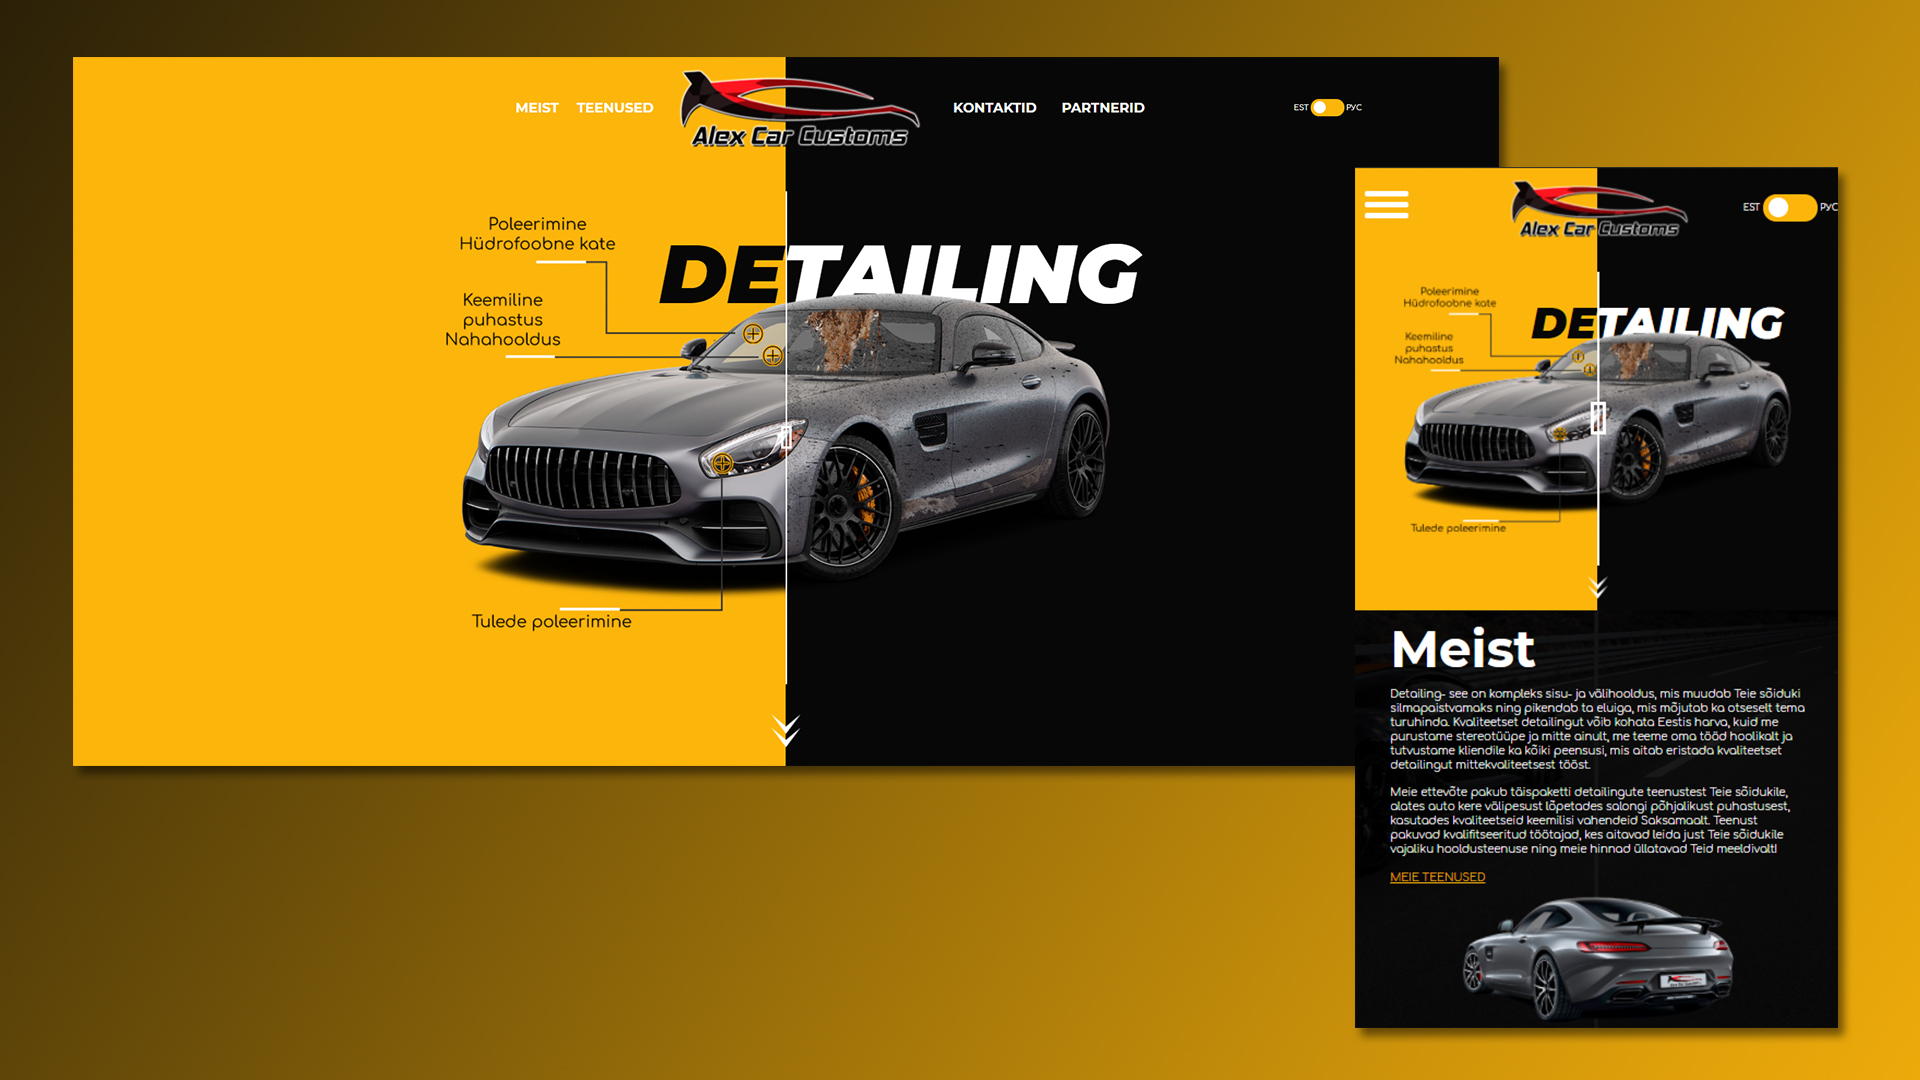 MEIST TEENUSED
Alex Car Customs
KONTAKTID PARTNERID
EST РУС
Poleerimine
Hüdrofoobne kate
DETAILING
Keemiline
puhastus
Nahahooldus
Tulede poleerimine
Alex Car Customs
EST РУС
Poleerimine
Hüdrofoobne kate
DETAILING
Keemiline
puhastus
Nahahooldus
Tulede poleerimine
Meist
Detailing- see on kompleks sisu- ja välihooldus, mis muudab Teie sõiduki
silmapaistvamaks ning pikendab ta eluiga, mis mõjutab ka otseselt tema
turuhinda. Kvaliteetset detailingut võib kohata Eestis harva, kuid me
purustame stereotüüpe ja mitte ainult, me teeme oma tööd hoolikalt ja
tutvustame kliendile ka kõiki peensusi, mis aitab eristada kvaliteetset
detailingut mittekvaliteetsest tööst.
Meie ettevõte pakub täispaketti detailingute teenustest Teie sõidukile,
alates auto kere välipesust lõpetades salongi põhjalikust puhastusest,
kasutades kvaliteetseid keemilisi vahendeid Saksamaalt. Teenust
pakuvad kvalifitseeritud töötajad, kes aitavad leida just Teie sõidukile
vajaliku hooldusteenuse ning meie hinnad üllatavad Teid meeldivalt!
MEIE TEENUSED